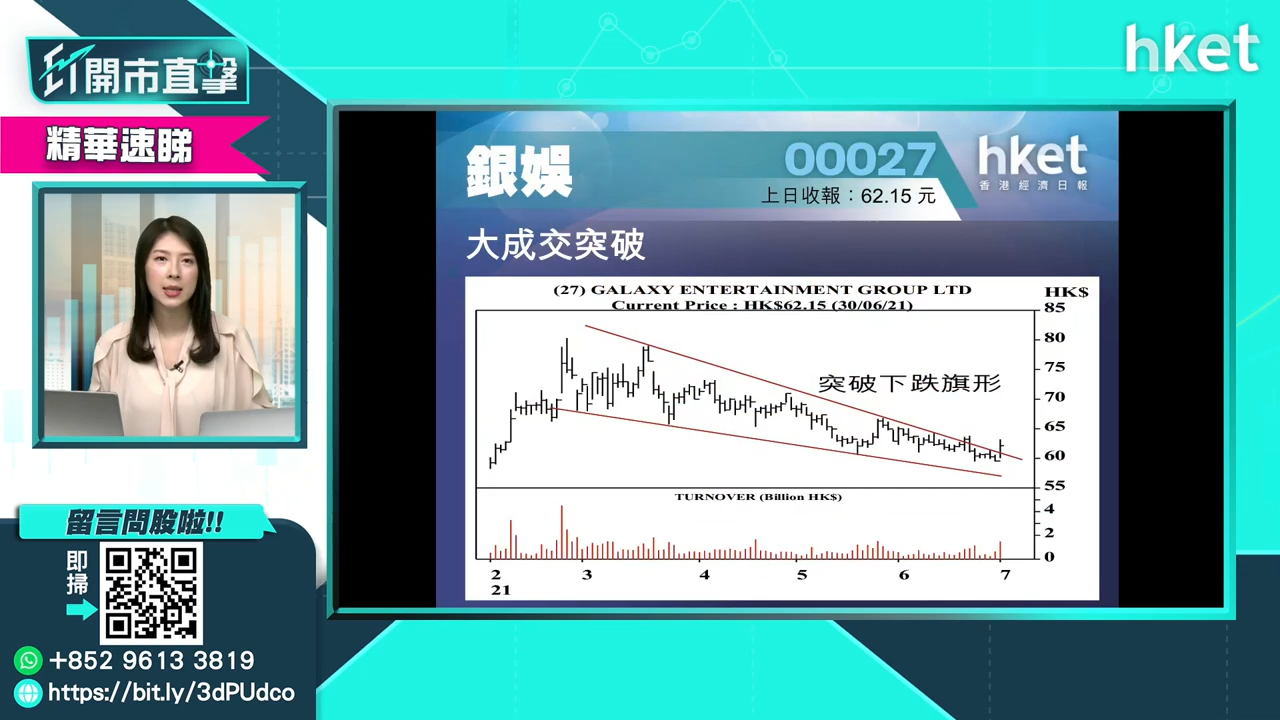 ET開市直擊
hket
精華速睇
銀娛
00027
hket
香港經濟日報
上日收報：62.15 元
大成交突破
(27) GALAXY ENTERTAINMENT GROUP LTD
Current Price : HK$62.15 (30/06/21)
HK$
85
80
75
突破下跌旗形
70
65
60
55
TURNOVER (Billion HK$)
4
2
0
2 3 4 5 6 7
21
留言問股啦!!
即掃
+852 9613 3819
https://bit.ly/3dPUdco